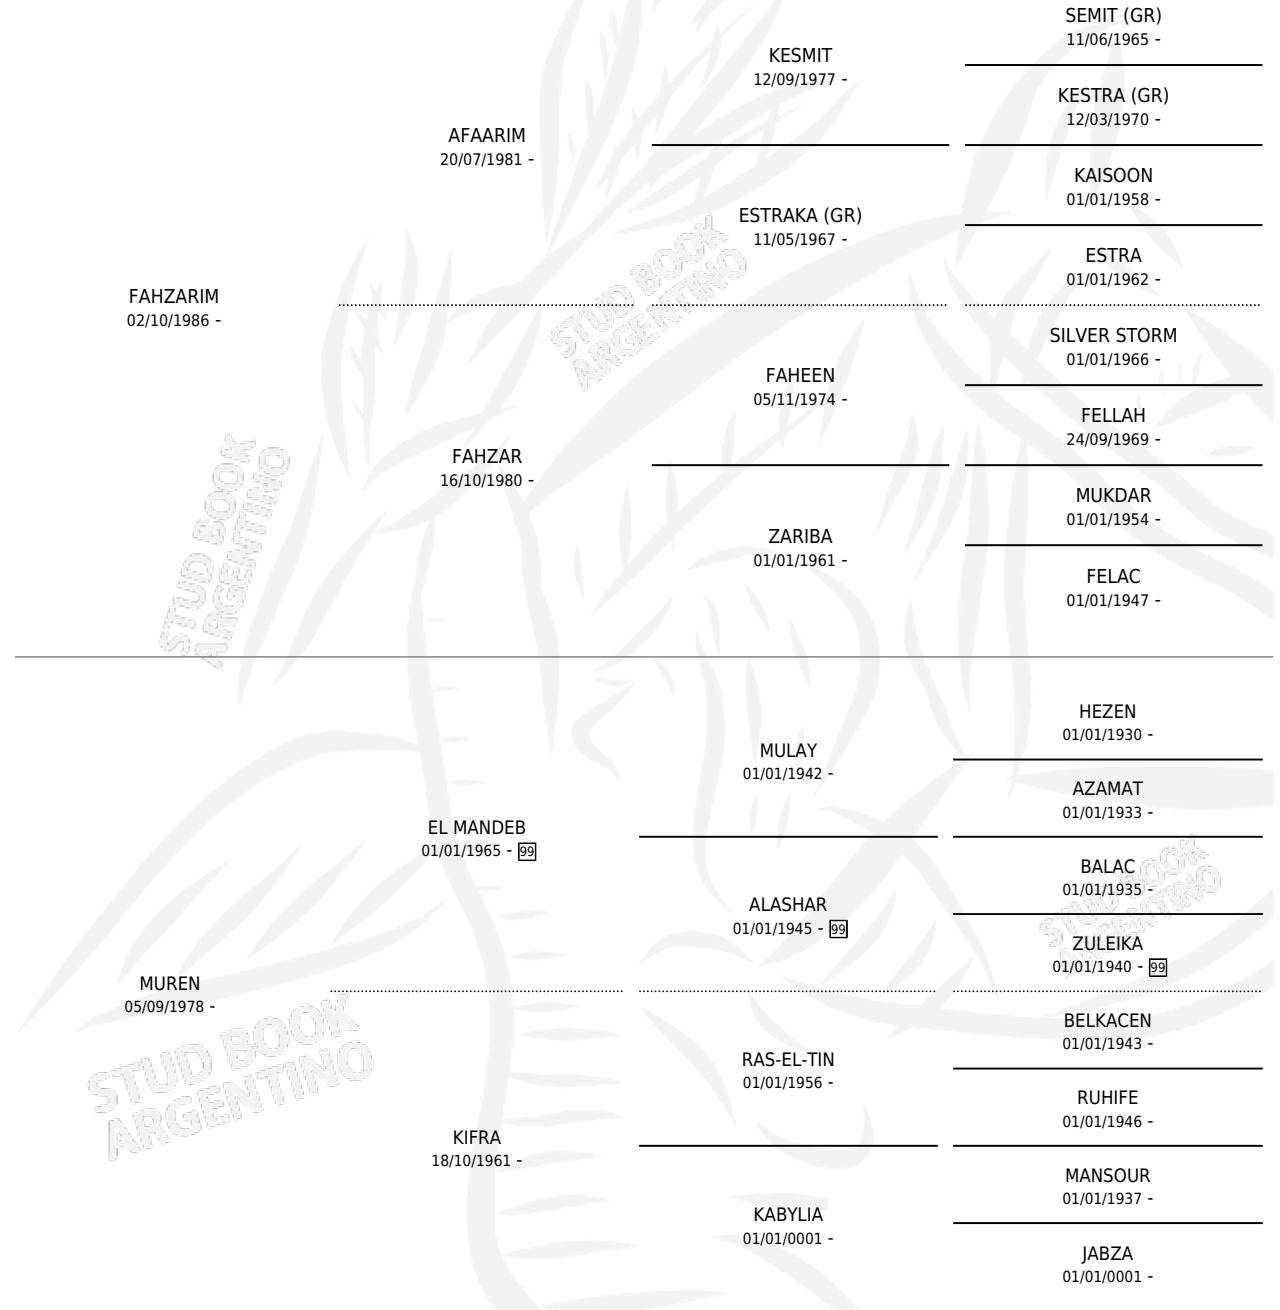 SEMIT (GR)
11/06/1965 -
KESMIT
12/09/1977 -
KESTRA (GR)
12/03/1970 -
AFAARIM
20/07/1981 -
KAISOON
01/01/1958 -
ESTRAKA (GR)
11/05/1967 -
ESTRA
01/01/1962 -
FAHZARIM
02/10/1986 -
SILVER STORM
01/01/1966 -
FAHEEN
05/11/1974 -
FELLAH
24/09/1969 -
FAHZAR
16/10/1980 -
MUKDAR
01/01/1954 -
ZARIBA
01/01/1961 -
FELAC
01/01/1947 -
HEZEN
01/01/1930 -
MULAY
01/01/1942 -
AZAMAT
01/01/1933 -
EL MANDEB
01/01/1965 - 99
BALAC
01/01/1935 -
ALASHAR
01/01/1945 - 99
ZULEIKA
01/01/1940 - 99
MUREN
05/09/1978 -
BELKACEN
01/01/1943 -
RAS-EL-TIN
01/01/1956 -
RUHIFE
01/01/1946 -
KIFRA
18/10/1961 -
MANSOUR
01/01/1937 -
KABYLIA
01/01/0001 -
JABZA
01/01/0001 -
STUD BOOK
ARGENTINO
STUD BOOK
ARGENTINO
STUD BOOK
ARGENTINO
STUD BOOK
ARGENTINO